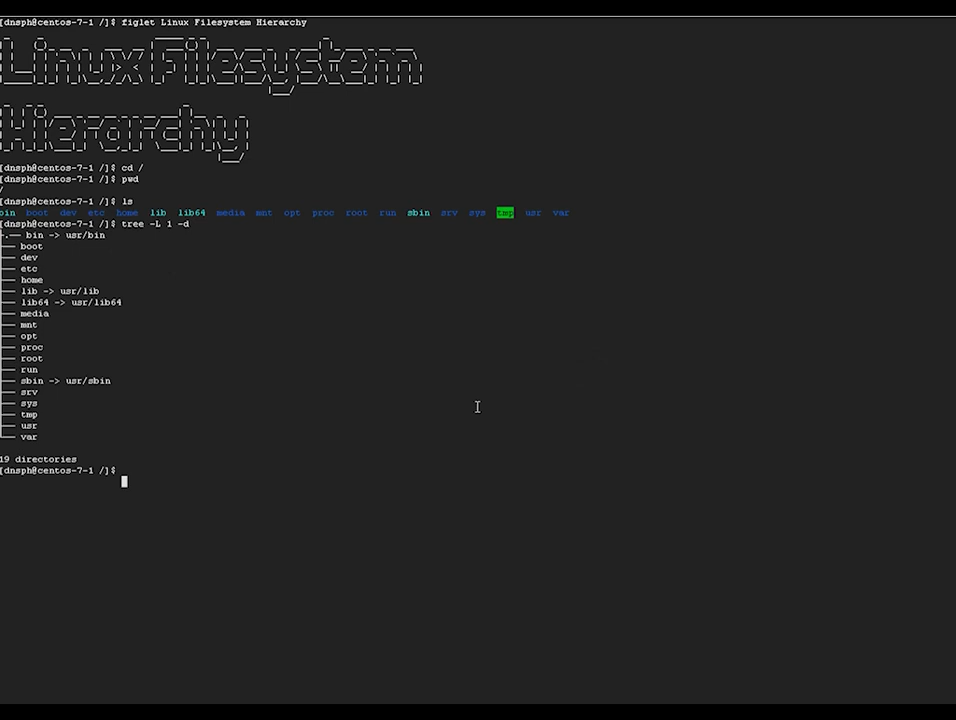 [dnsph@centos-7-1 /]$ figlet Linux Filesystem Hierarchy
Linux Filesystem
Hierarchy
[dnsph@centos-7-1 /]$ cd /
[dnsph@centos-7-1 /]$ pwd
/
[dnsph@centos-7-1 /]$ ls
bin boot dev etc home lib lib64 media mnt opt proc root run sbin srv sys tmp usr var
[dnsph@centos-7-1 /]$ tree -L 1 -d
.
├── bin -> usr/bin
├── boot
├── dev
├── etc
├── home
├── lib -> usr/lib
├── lib64 -> usr/lib64
├── media
├── mnt
├── opt
├── proc
├── root
├── run
├── sbin -> usr/sbin
├── srv
├── sys
├── tmp
├── usr
└── var
19 directories
[dnsph@centos-7-1 /]$